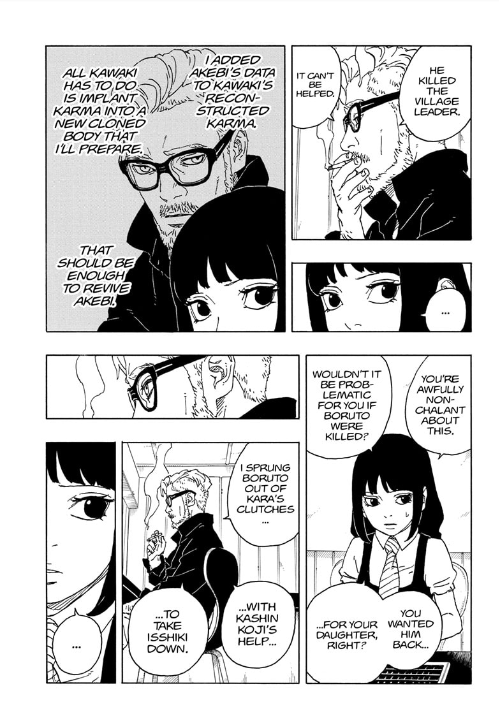 HE
KILLED
THE
VILLAGE
LEADER.
IT CAN'T
BE
HELPED.
I ADDED
AKEBI'S DATA
TO KAWAKI'S
RECON-
STRUCTED
KARMA.
ALL KAWAKI
HAS TO DO
IS IMPLANT
KARMA INTO A
NEW CLONED
BODY THAT
I'LL PREPARE.
THAT
SHOULD BE
ENOUGH
TO REVIVE
AKEBI.
...
YOU'RE
AWFULLY
NON-
CHALANT
ABOUT
THIS.
WOULDN'T IT
BE PROB-
LEMATIC
FOR YOU IF
BORUTO
WERE
KILLED?
YOU
WANTED
HIM
BACK...
...FOR YOUR
DAUGHTER,
RIGHT?
I SPRUNG
BORUTO
OUT OF
KARA'S
CLUTCHES
...
...WITH
KASHIN
KOJI'S
HELP...
...TO
TAKE
ISSHIKI
DOWN.
...